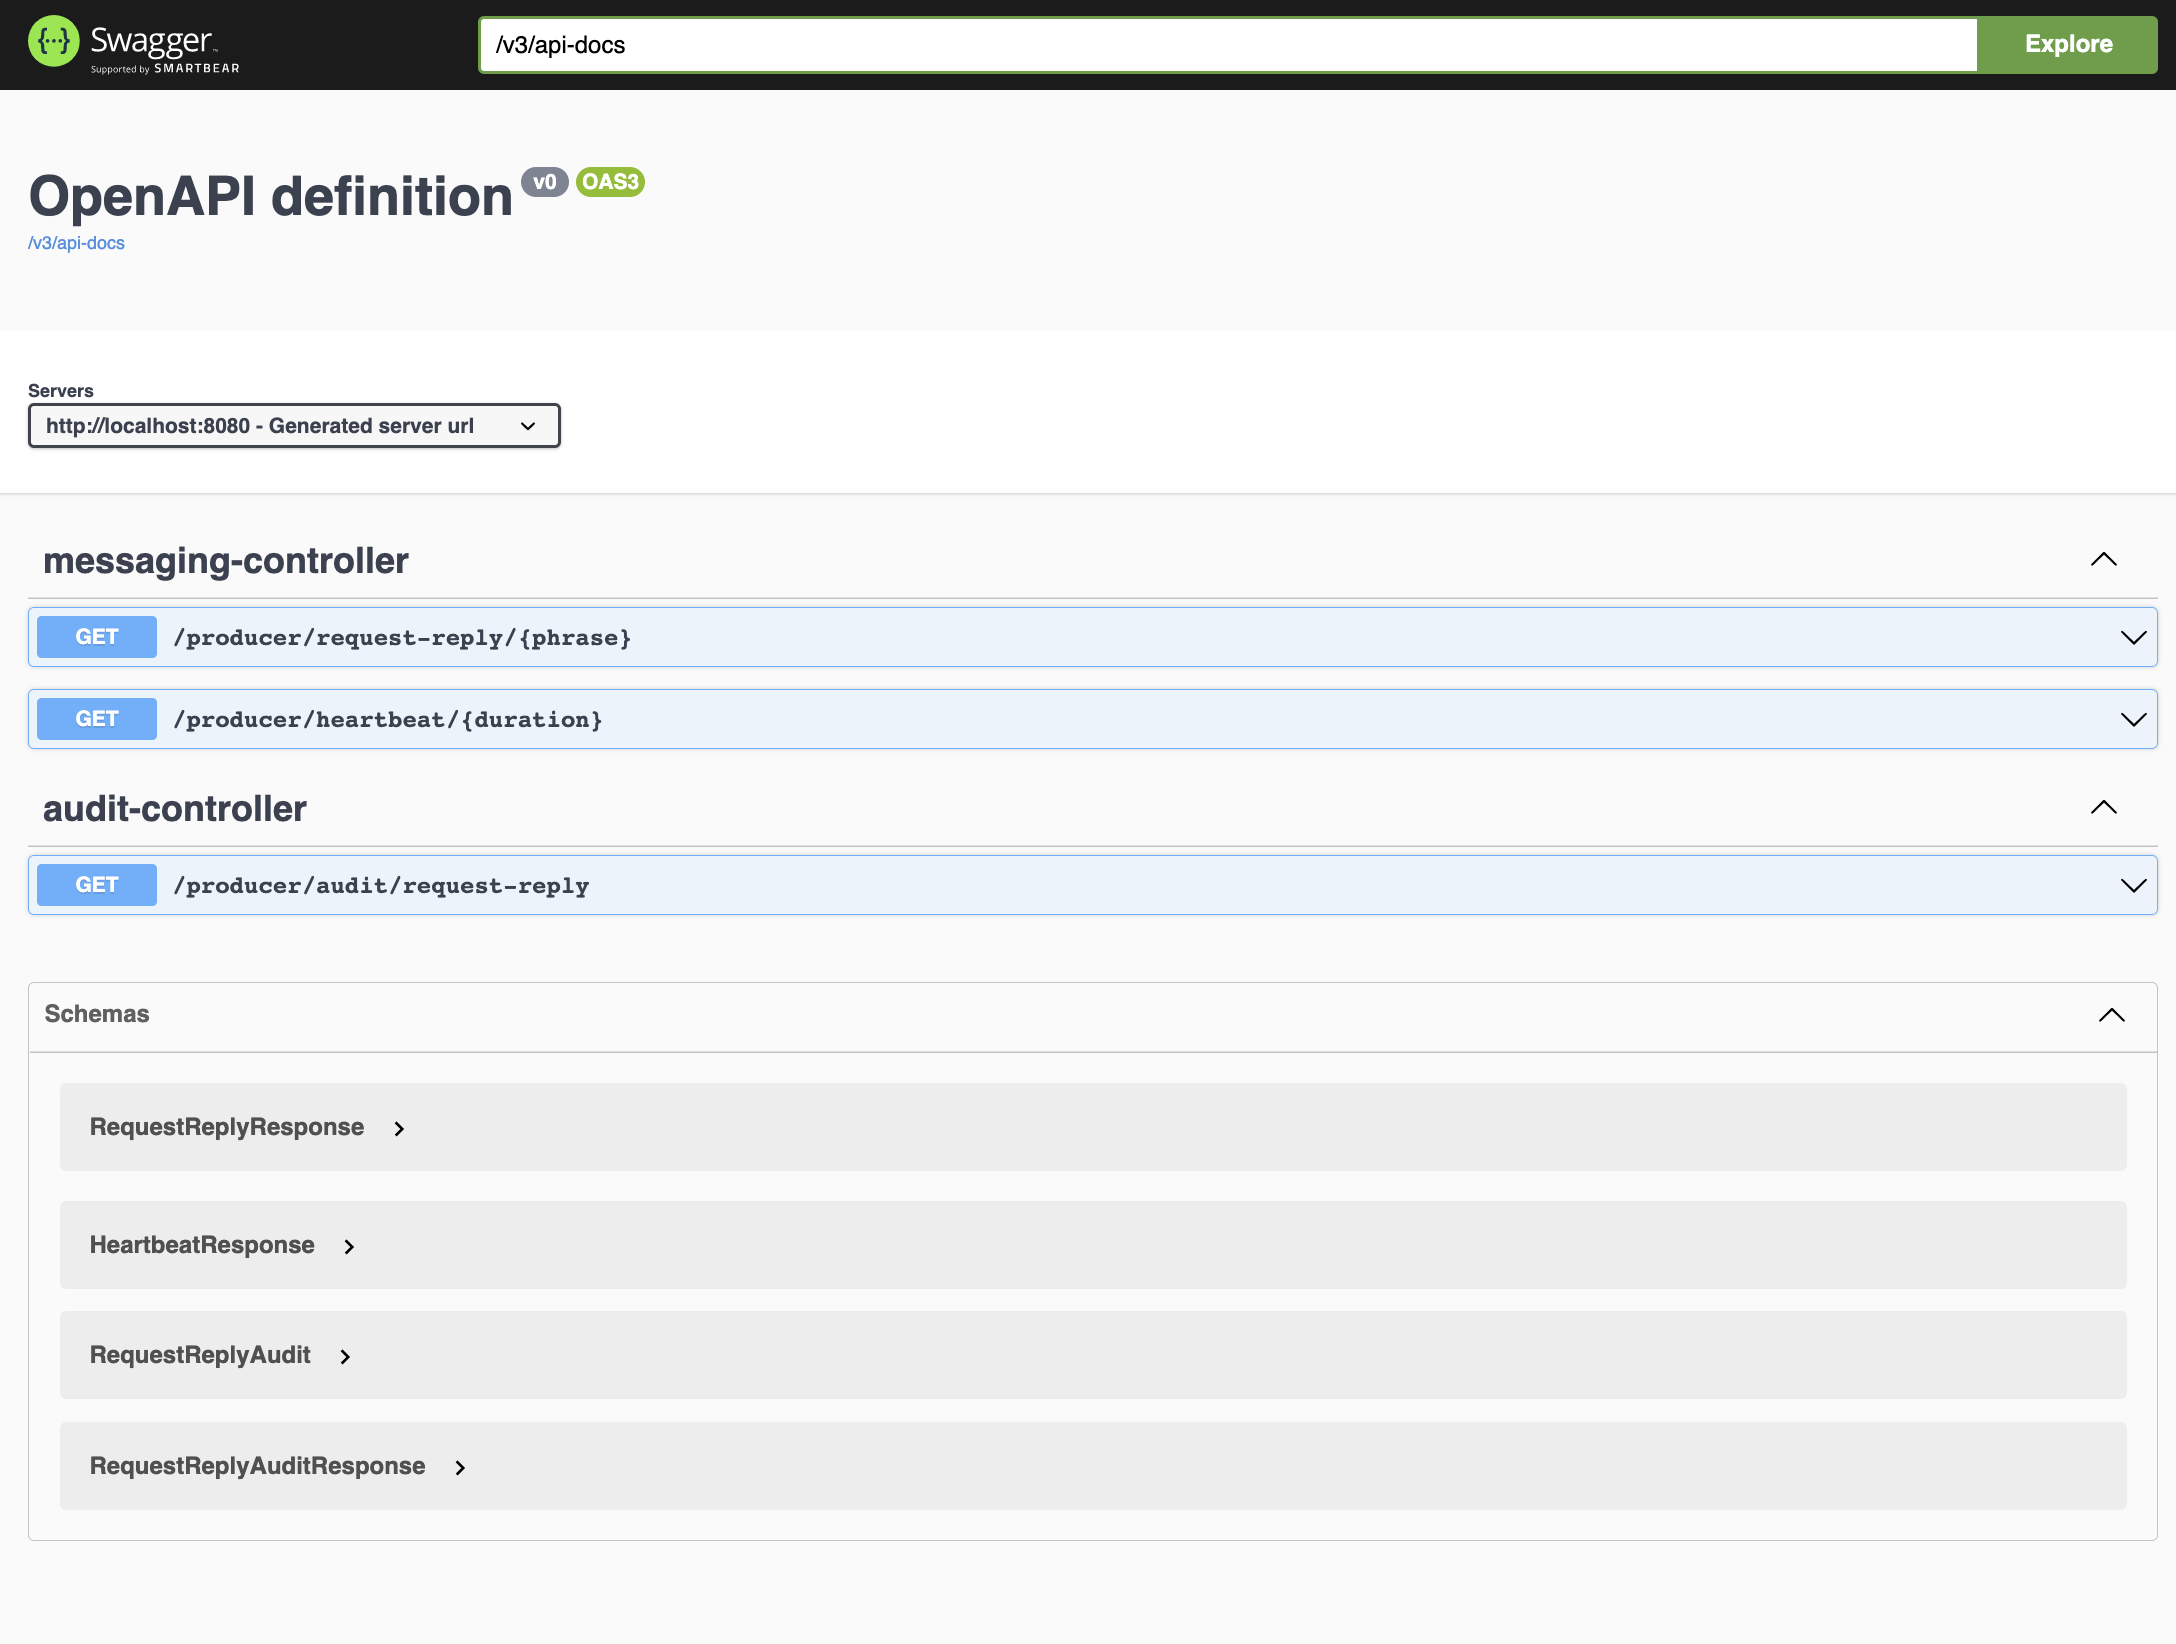 {···} Swagger™
Supported by SMARTBEAR
/v3/api-docs
Explore
OpenAPI definition v0 OAS3
/v3/api-docs
Servers
http://localhost:8080 - Generated server url
messaging-controller
GET /producer/request-reply/{phrase}
GET /producer/heartbeat/{duration}
audit-controller
GET /producer/audit/request-reply
Schemas
RequestReplyResponse
HeartbeatResponse
RequestReplyAudit
RequestReplyAuditResponse